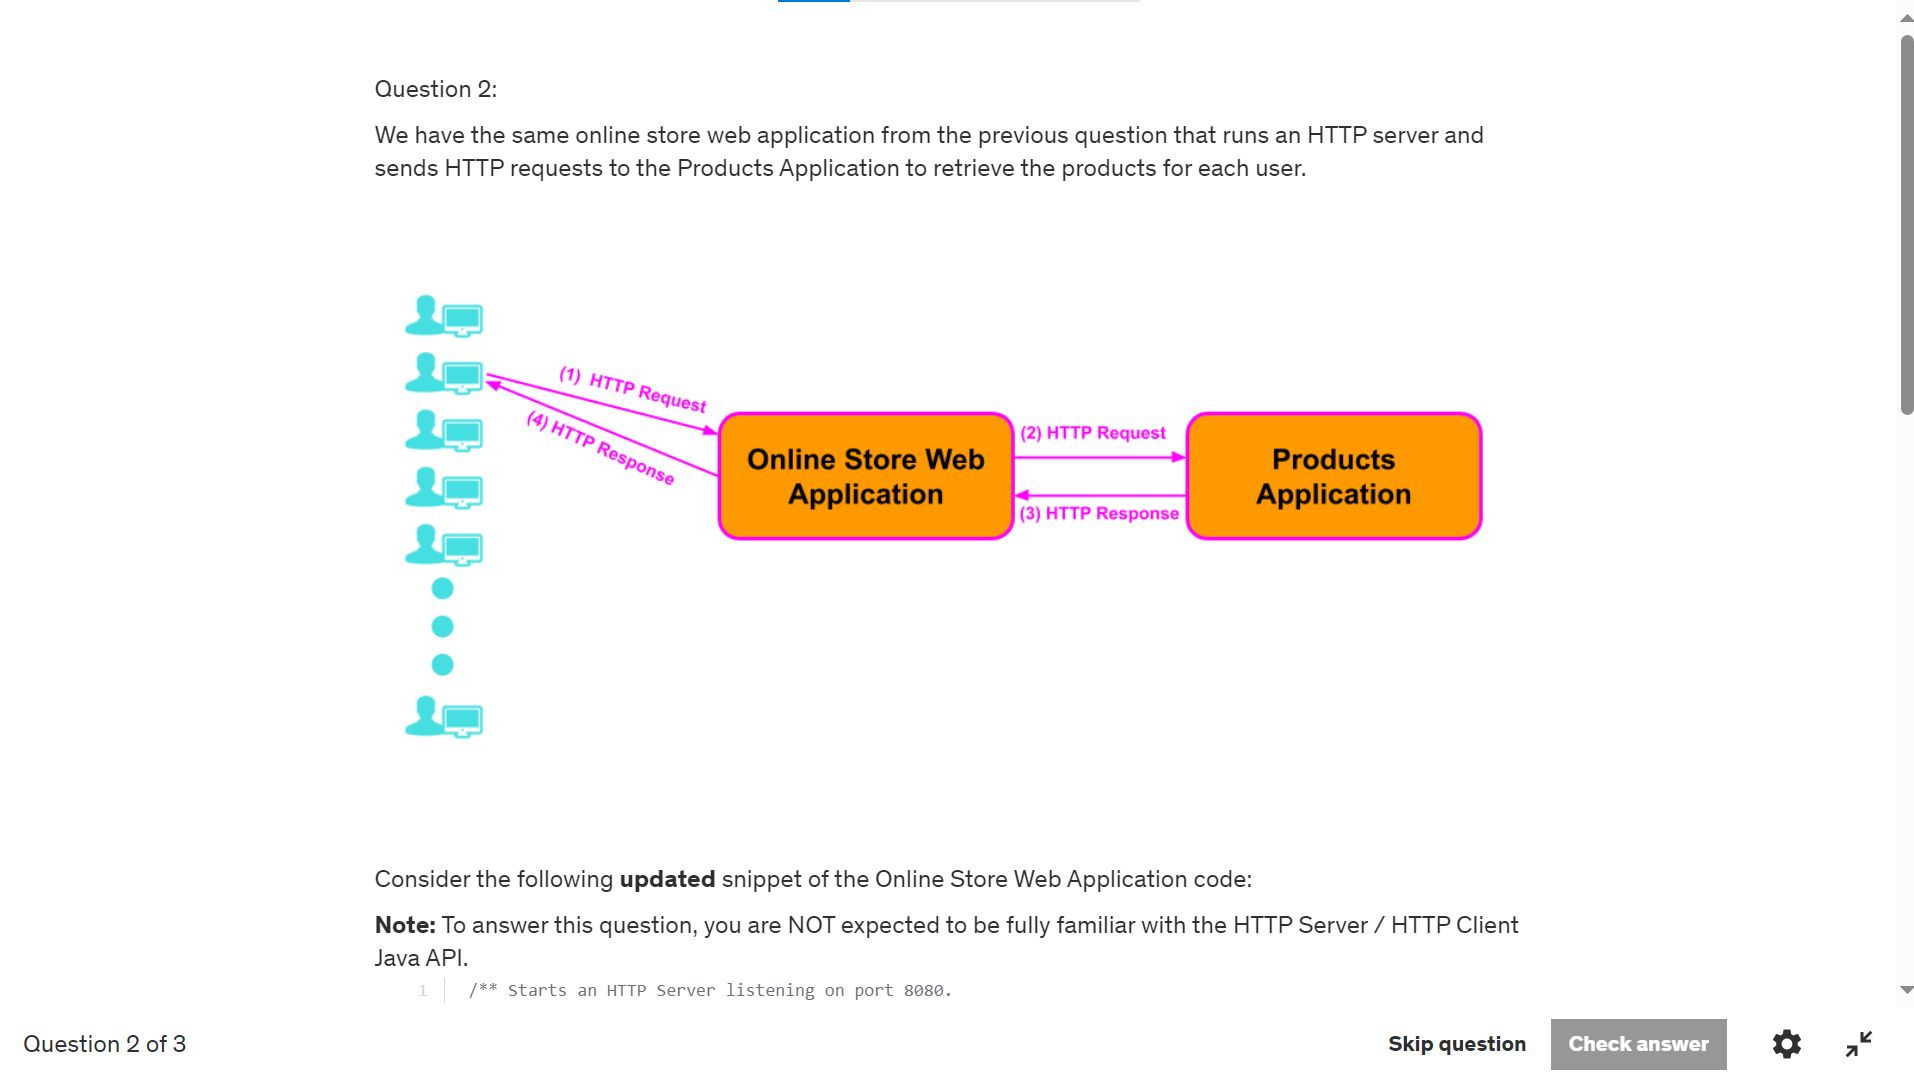 Question 2:
We have the same online store web application from the previous question that runs an HTTP server and
sends HTTP requests to the Products Application to retrieve the products for each user.
(1) HTTP Request
(4) HTTP Response
Online Store Web
Application
(2) HTTP Request
(3) HTTP Response
Products
Application
Consider the following updated snippet of the Online Store Web Application code:
Note: To answer this question, you are NOT expected to be fully familiar with the HTTP Server / HTTP Client
Java API.
1 /** Starts an HTTP Server listening on port 8080.
Question 2 of 3
Skip question
Check answer